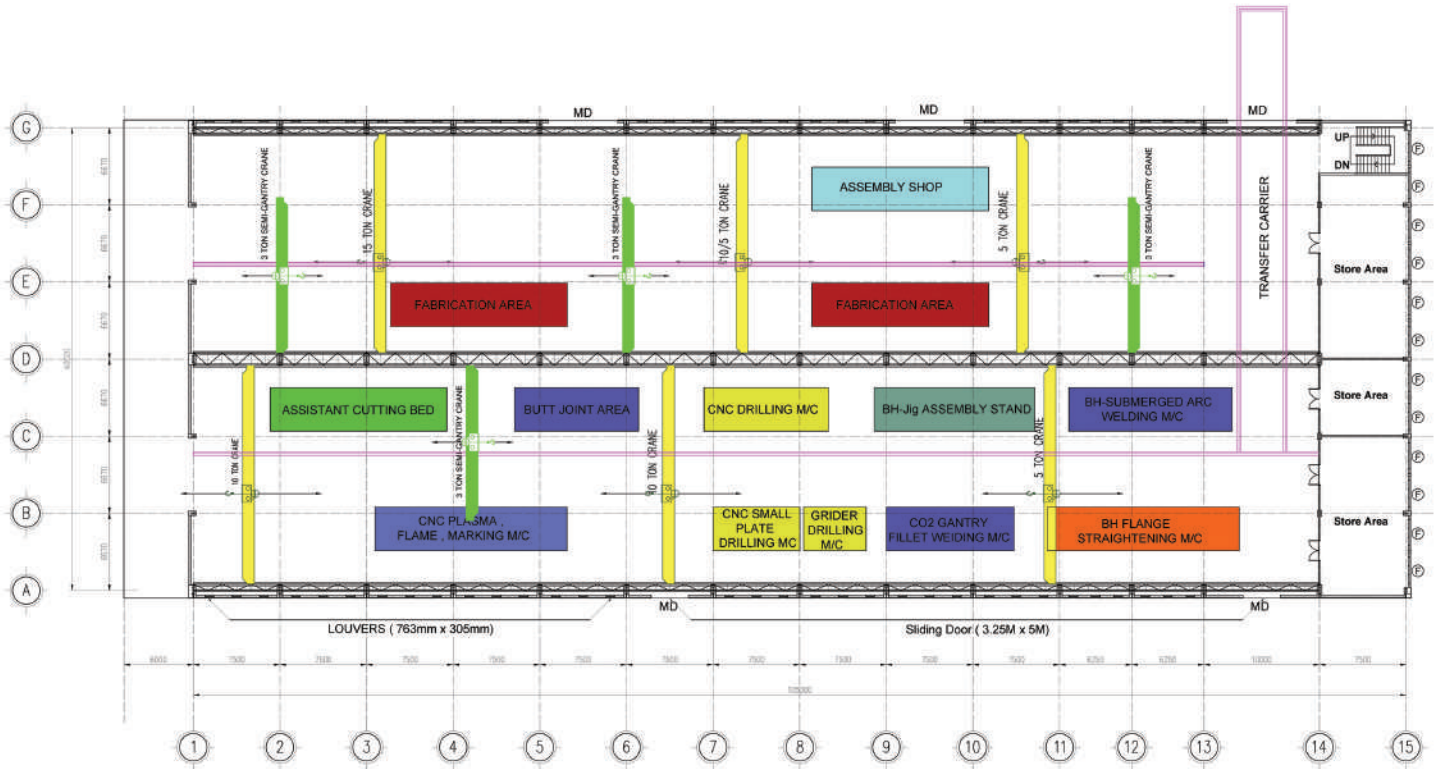 MD
MD
MD
G
UP
DN
F
F
ASSEMBLY SHOP
F
3 TON SEMI-GANTRY CRANE
15 TON CRANE
3 TON SEMI-GANTRY CRANE
10/5 TON CRANE
5 TON CRANE
3 TON SEMI-GANTRY CRANE
TRANSFER CARRIER
F
F
Store Area
E
F
FABRICATION AREA
FABRICATION AREA
F
D
F
ASSISTANT CUTTING BED
BUTT JOINT AREA
CNC DRILLING M/C
BH-Jig ASSEMBLY STAND
BH-SUBMERGED ARC
WELDING M/C
Store Area
F
C
10 TON CRANE
3 TON SEMI-GANTRY CRANE
10 TON CRANE
5 TON CRANE
F
F
B
CNC PLASMA ,
FLAME , MARKING M/C
CNC SMALL
PLATE
DRILLING MC
GRIDER
DRILLING
M/C
CO2 GANTRY
FILLET WEIDING M/C
BH FLANGE
STRAIGHTENING M/C
Store Area
F
F
A
MD
MD
LOUVERS ( 763mm x 305mm)
Sliding Door ( 3.25M x 5M)
6000
7500
7500
7500
7500
7500
7500
7500
7500
7500
7500
6250
6250
10000
7500
105000
1
2
3
4
5
6
7
8
9
10
11
12
13
14
15